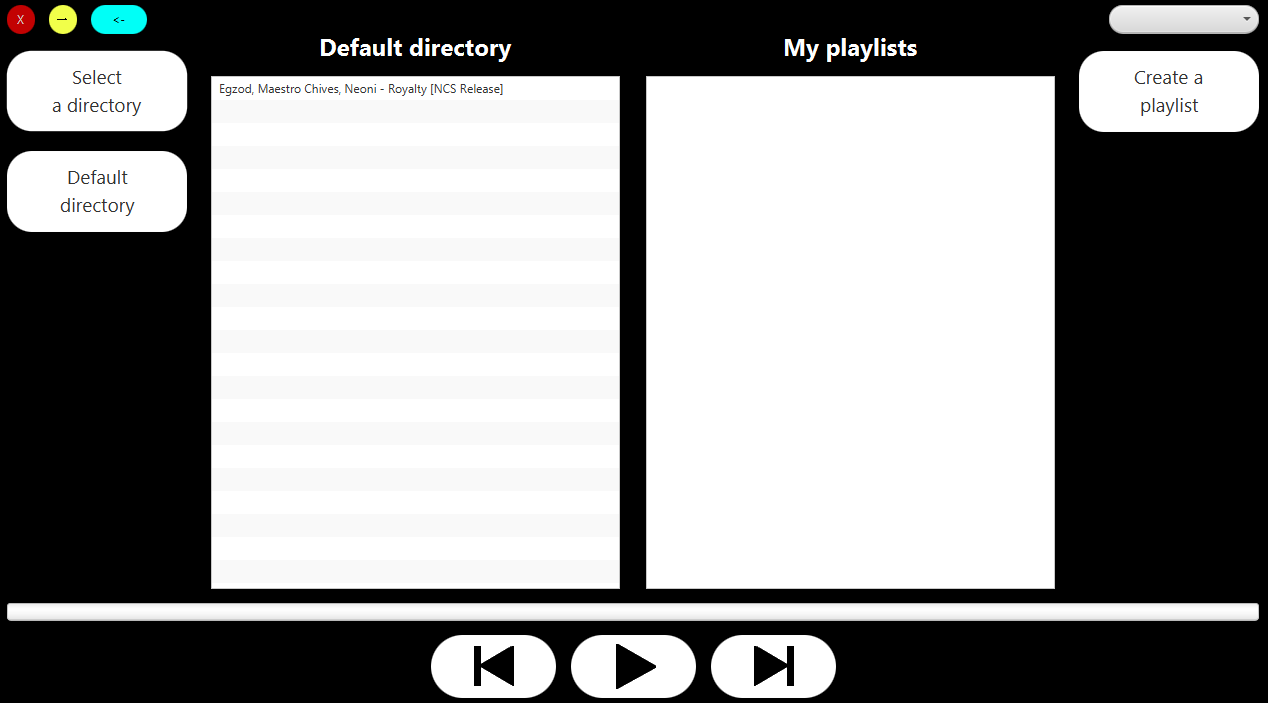 X
→
<-
Default directory
My playlists
Select
a directory
Create a
playlist
Egzod, Maestro Chives, Neoni - Royalty [NCS Release]
Default
directory